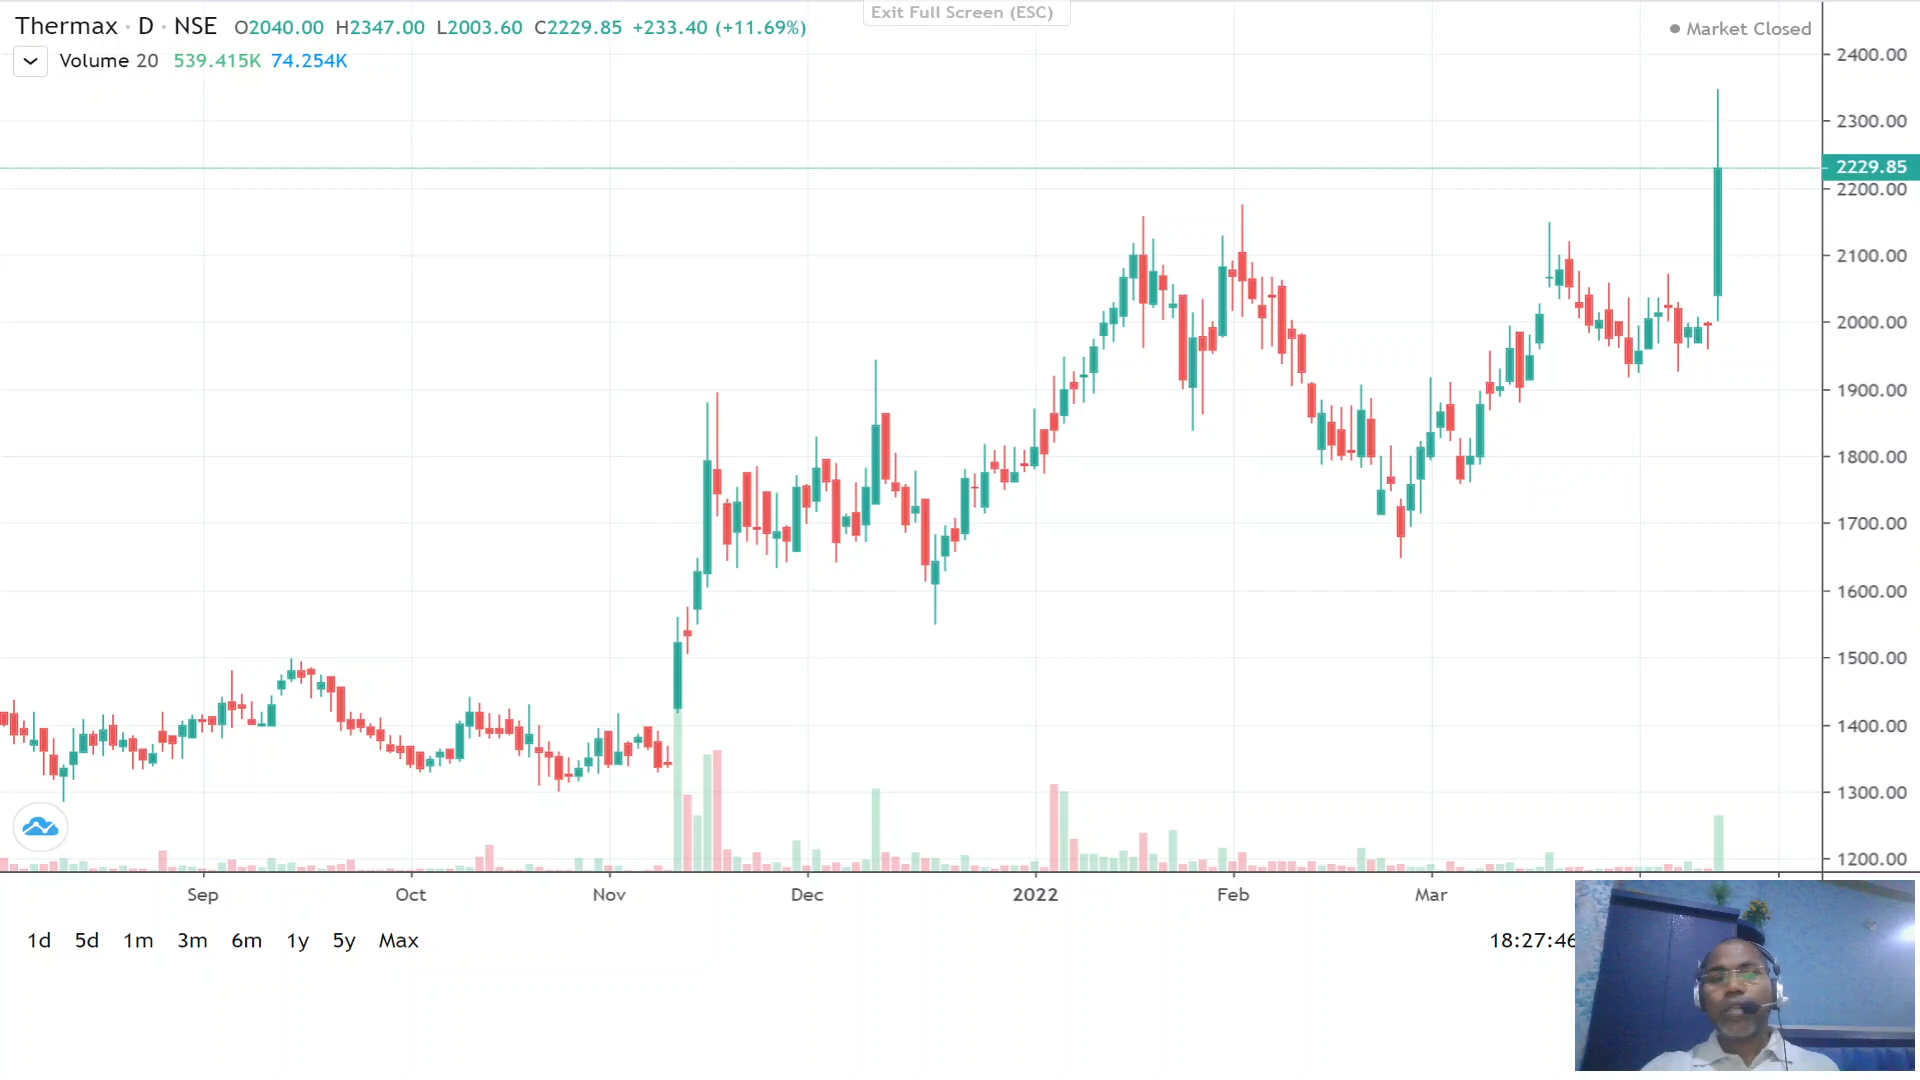 Exit Full Screen (ESC)
Thermax · D · NSE O2040.00 H2347.00 L2003.60 C2229.85 +233.40 (+11.69%)
Market Closed
Volume 20 539.415K 74.254K
2400.00
2300.00
2229.85
2200.00
2100.00
2000.00
1900.00
1800.00
1700.00
1600.00
1500.00
1400.00
1300.00
1200.00
Sep Oct Nov Dec 2022 Feb Mar
1d 5d 1m 3m 6m 1y 5y Max 18:27:46